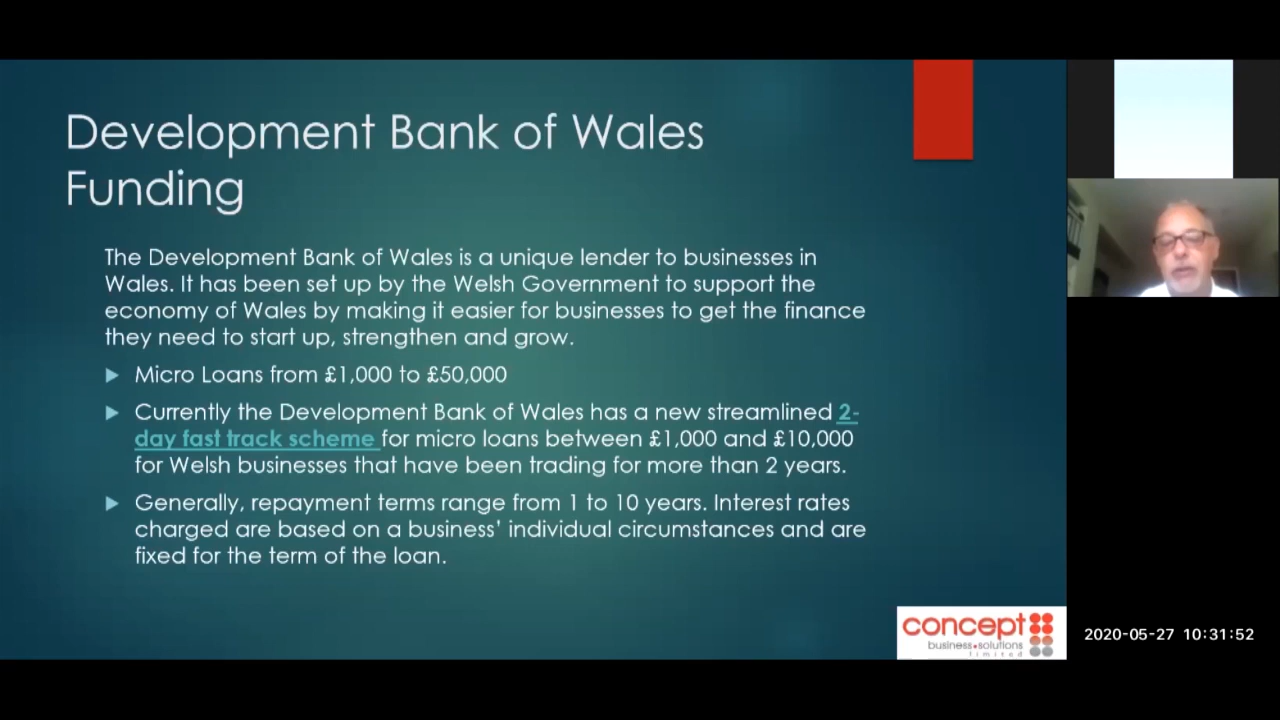 Development Bank of Wales
Funding
The Development Bank of Wales is a unique lender to businesses in
Wales. It has been set up by the Welsh Government to support the
economy of Wales by making it easier for businesses to get the finance
they need to start up, strengthen and grow.
Micro Loans from £1,000 to £50,000
Currently the Development Bank of Wales has a new streamlined 2-
day fast track scheme for micro loans between £1,000 and £10,000
for Welsh businesses that have been trading for more than 2 years.
Generally, repayment terms range from 1 to 10 years. Interest rates
charged are based on a business' individual circumstances and are
fixed for the term of the loan.
concept
business•solutions
limited
2020-05-27 10:31:52